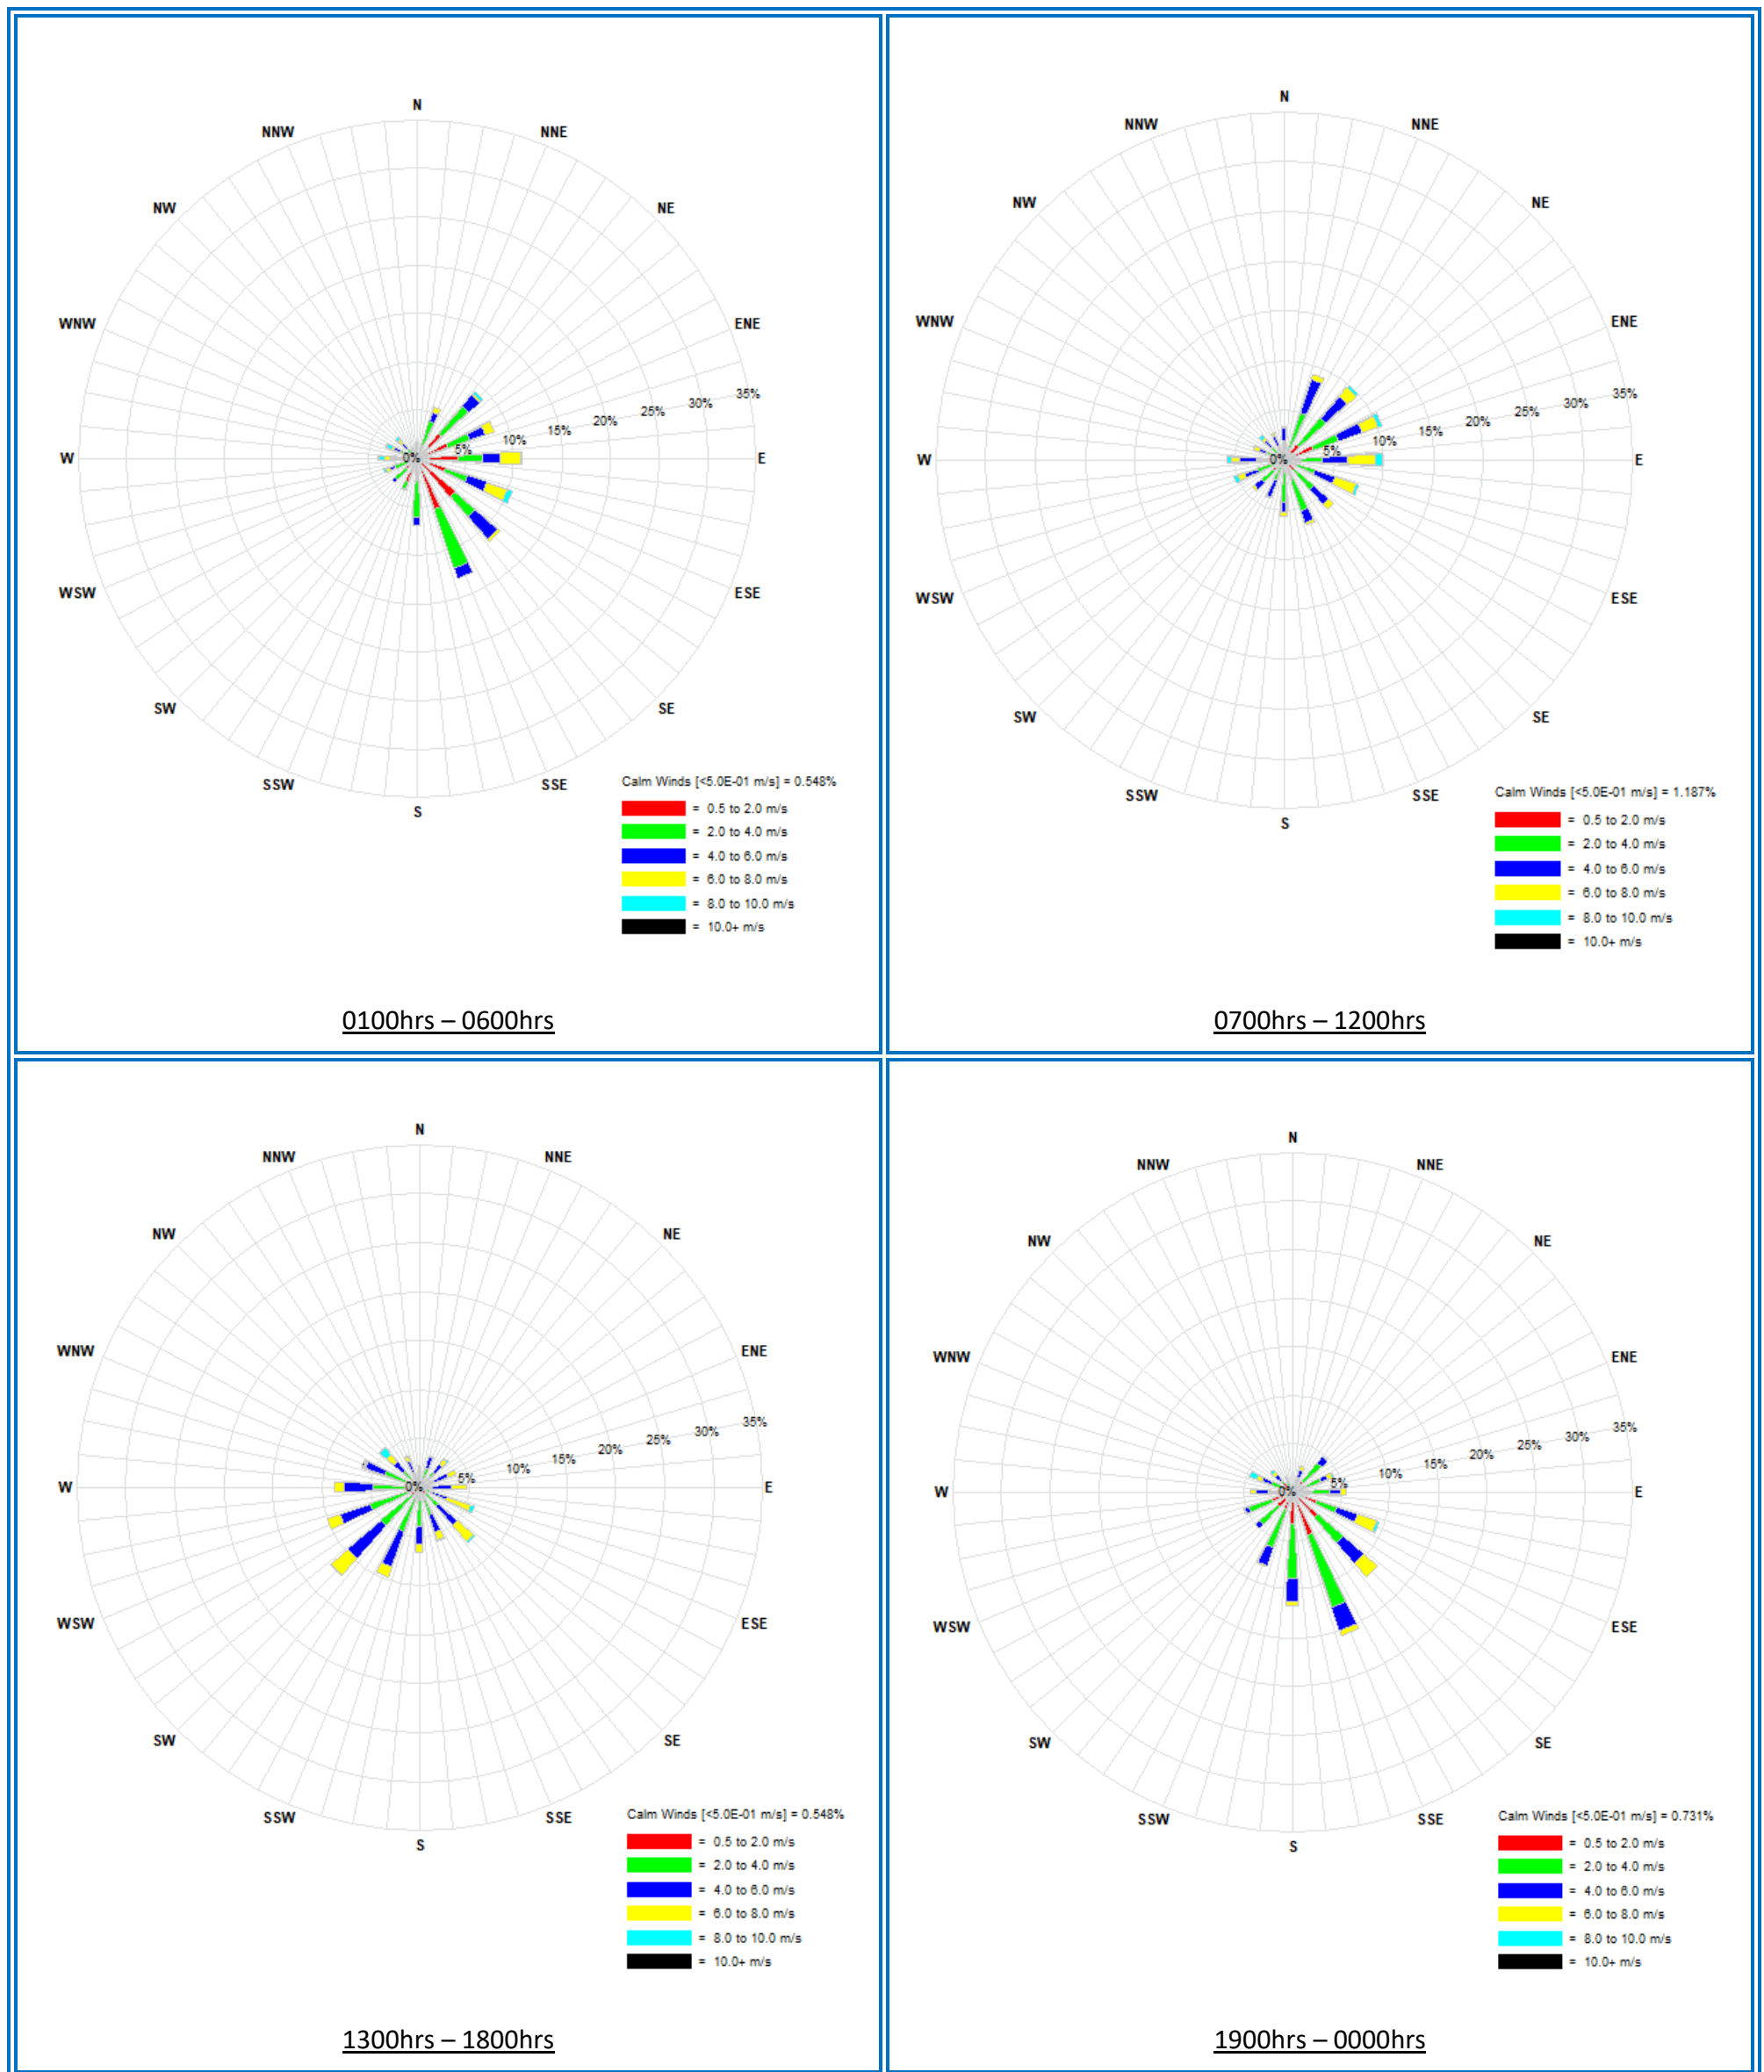 N
NNW
NNE
NW
NE
WNW
ENE
35%
30%
25%
20%
15%
10%
5%
0%
W
E
WSW
ESE
SW
SE
SSW
SSE
S
Calm Winds [<5.0E-01 m/s] = 0.548%
= 0.5 to 2.0 m/s
= 2.0 to 4.0 m/s
= 4.0 to 6.0 m/s
= 6.0 to 8.0 m/s
= 8.0 to 10.0 m/s
= 10.0+ m/s
0100hrs – 0600hrs
N
NNW
NNE
NW
NE
WNW
ENE
35%
30%
25%
20%
15%
10%
5%
0%
W
E
WSW
ESE
SW
SE
SSW
SSE
S
Calm Winds [<5.0E-01 m/s] = 1.187%
= 0.5 to 2.0 m/s
= 2.0 to 4.0 m/s
= 4.0 to 6.0 m/s
= 6.0 to 8.0 m/s
= 8.0 to 10.0 m/s
= 10.0+ m/s
0700hrs – 1200hrs
N
NNW
NNE
NW
NE
WNW
ENE
35%
30%
25%
20%
15%
10%
5%
0%
W
E
WSW
ESE
SW
SE
SSW
SSE
S
Calm Winds [<5.0E-01 m/s] = 0.548%
= 0.5 to 2.0 m/s
= 2.0 to 4.0 m/s
= 4.0 to 6.0 m/s
= 6.0 to 8.0 m/s
= 8.0 to 10.0 m/s
= 10.0+ m/s
1300hrs – 1800hrs
N
NNW
NNE
NW
NE
WNW
ENE
35%
30%
25%
20%
15%
10%
5%
0%
W
E
WSW
ESE
SW
SE
SSW
SSE
S
Calm Winds [<5.0E-01 m/s] = 0.731%
= 0.5 to 2.0 m/s
= 2.0 to 4.0 m/s
= 4.0 to 6.0 m/s
= 6.0 to 8.0 m/s
= 8.0 to 10.0 m/s
= 10.0+ m/s
1900hrs – 0000hrs